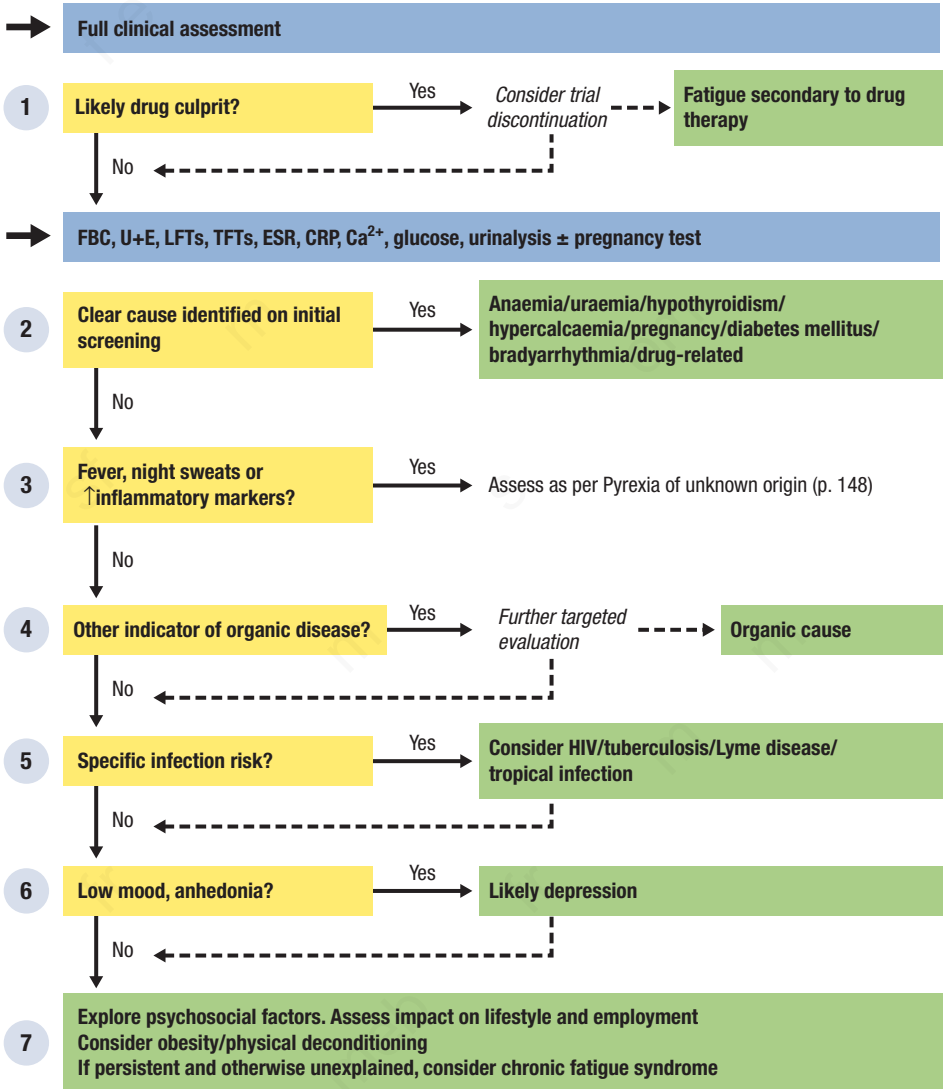 Full clinical assessment
1
Likely drug culprit?
Yes
Consider trial
discontinuation
Fatigue secondary to drug
therapy
No
FBC, U+E, LFTs, TFTs, ESR, CRP, Ca²⁺, glucose, urinalysis ± pregnancy test
2
Clear cause identified on initial
screening
Yes
Anaemia/uraemia/hypothyroidism/
hypercalcaemia/pregnancy/diabetes mellitus/
bradyarrhythmia/drug-related
No
3
Fever, night sweats or
↑inflammatory markers?
Yes
Assess as per Pyrexia of unknown origin (p. 148)
No
4
Other indicator of organic disease?
Yes
Further targeted
evaluation
Organic cause
No
5
Specific infection risk?
Yes
Consider HIV/tuberculosis/Lyme disease/
tropical infection
No
6
Low mood, anhedonia?
Yes
Likely depression
No
7
Explore psychosocial factors. Assess impact on lifestyle and employment
Consider obesity/physical deconditioning
If persistent and otherwise unexplained, consider chronic fatigue syndrome